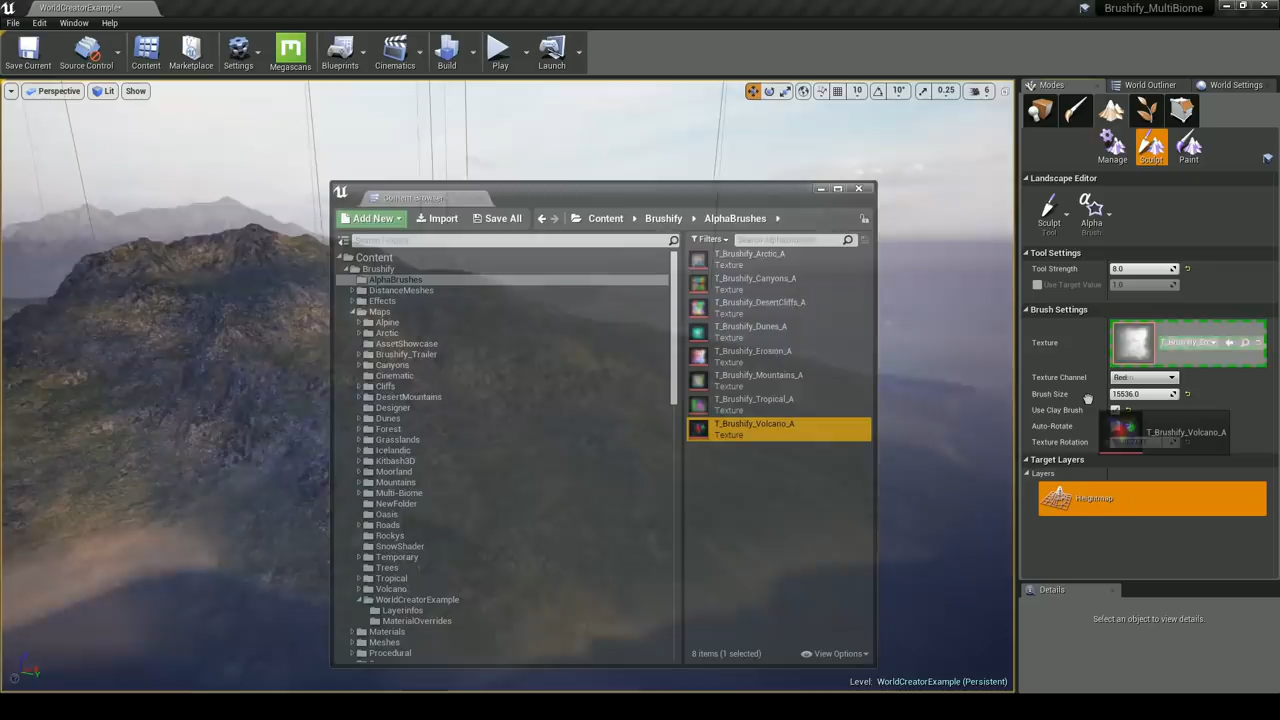 WorldCreatorExample*
Brushify_MultiBiome
File Edit Window Help
Save Current Source Control Content Marketplace Settings Megascans Blueprints Cinematics Build Play Launch
Perspective Lit Show
10 10° 0.25 6
Modes World Outliner World Settings
Manage Sculpt Paint
Landscape Editor
Sculpt Alpha
Tool Brush
Tool Settings
Tool Strength 8.0
Use Target Value 1.0
Brush Settings
Texture
Texture Channel Red
Brush Size 15536.0
Use Clay Brush
Auto-Rotate
Texture Rotation
T_Brushify_Volcano_A
Target Layers
Layers
Heightmap
Details
Select an object to view details.
Content Browser
Add New Import Save All Content Brushify AlphaBrushes
Search Folders
Filters
Content
Brushify
AlphaBrushes
DistanceMeshes
Effects
Maps
Alpine
Arctic
AssetShowcase
Brushify_Trailer
Canyons
Cinematic
Cliffs
DesertMountains
Designer
Dunes
Forest
Grasslands
Icelandic
Kitbash3D
Moorland
Mountains
Multi-Biome
NewFolder
Oasis
Roads
Rockys
SnowShader
Temporary
Trees
Tropical
Volcano
WorldCreatorExample
Layerinfos
MaterialOverrides
Materials
Meshes
Procedural
T_Brushify_Arctic_A
Texture
T_Brushify_Canyons_A
Texture
T_Brushify_DesertCliffs_A
Texture
T_Brushify_Dunes_A
Texture
T_Brushify_Erosion_A
Texture
T_Brushify_Mountains_A
Texture
T_Brushify_Tropical_A
Texture
T_Brushify_Volcano_A
Texture
8 items (1 selected) View Options
Level: WorldCreatorExample (Persistent)